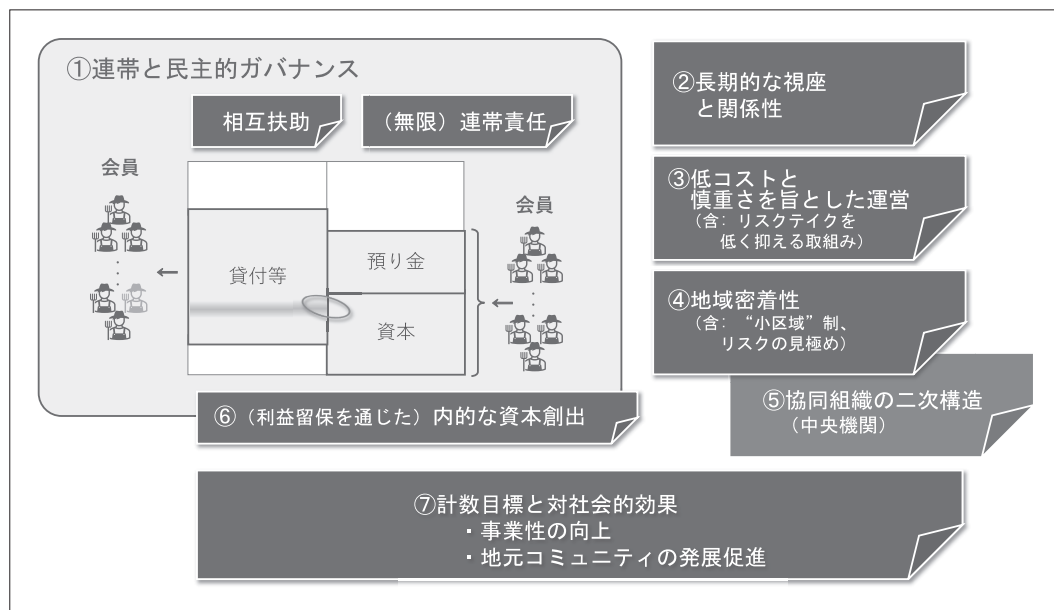 ①連帯と民主的ガバナンス
相互扶助
（無限）連帯責任
会員
会員
貸付等
預り金
資本
②長期的な視座
と関係性
③低コストと
慎重さを旨とした運営
（含：リスクテイクを
低く抑える取組み）
④地域密着性
（含：“小区域”制、
リスクの見極め）
⑤協同組織の二次構造
（中央機関）
⑥（利益留保を通じた）内的な資本創出
⑦計数目標と対社会的効果
・事業性の向上
・地元コミュニティの発展促進